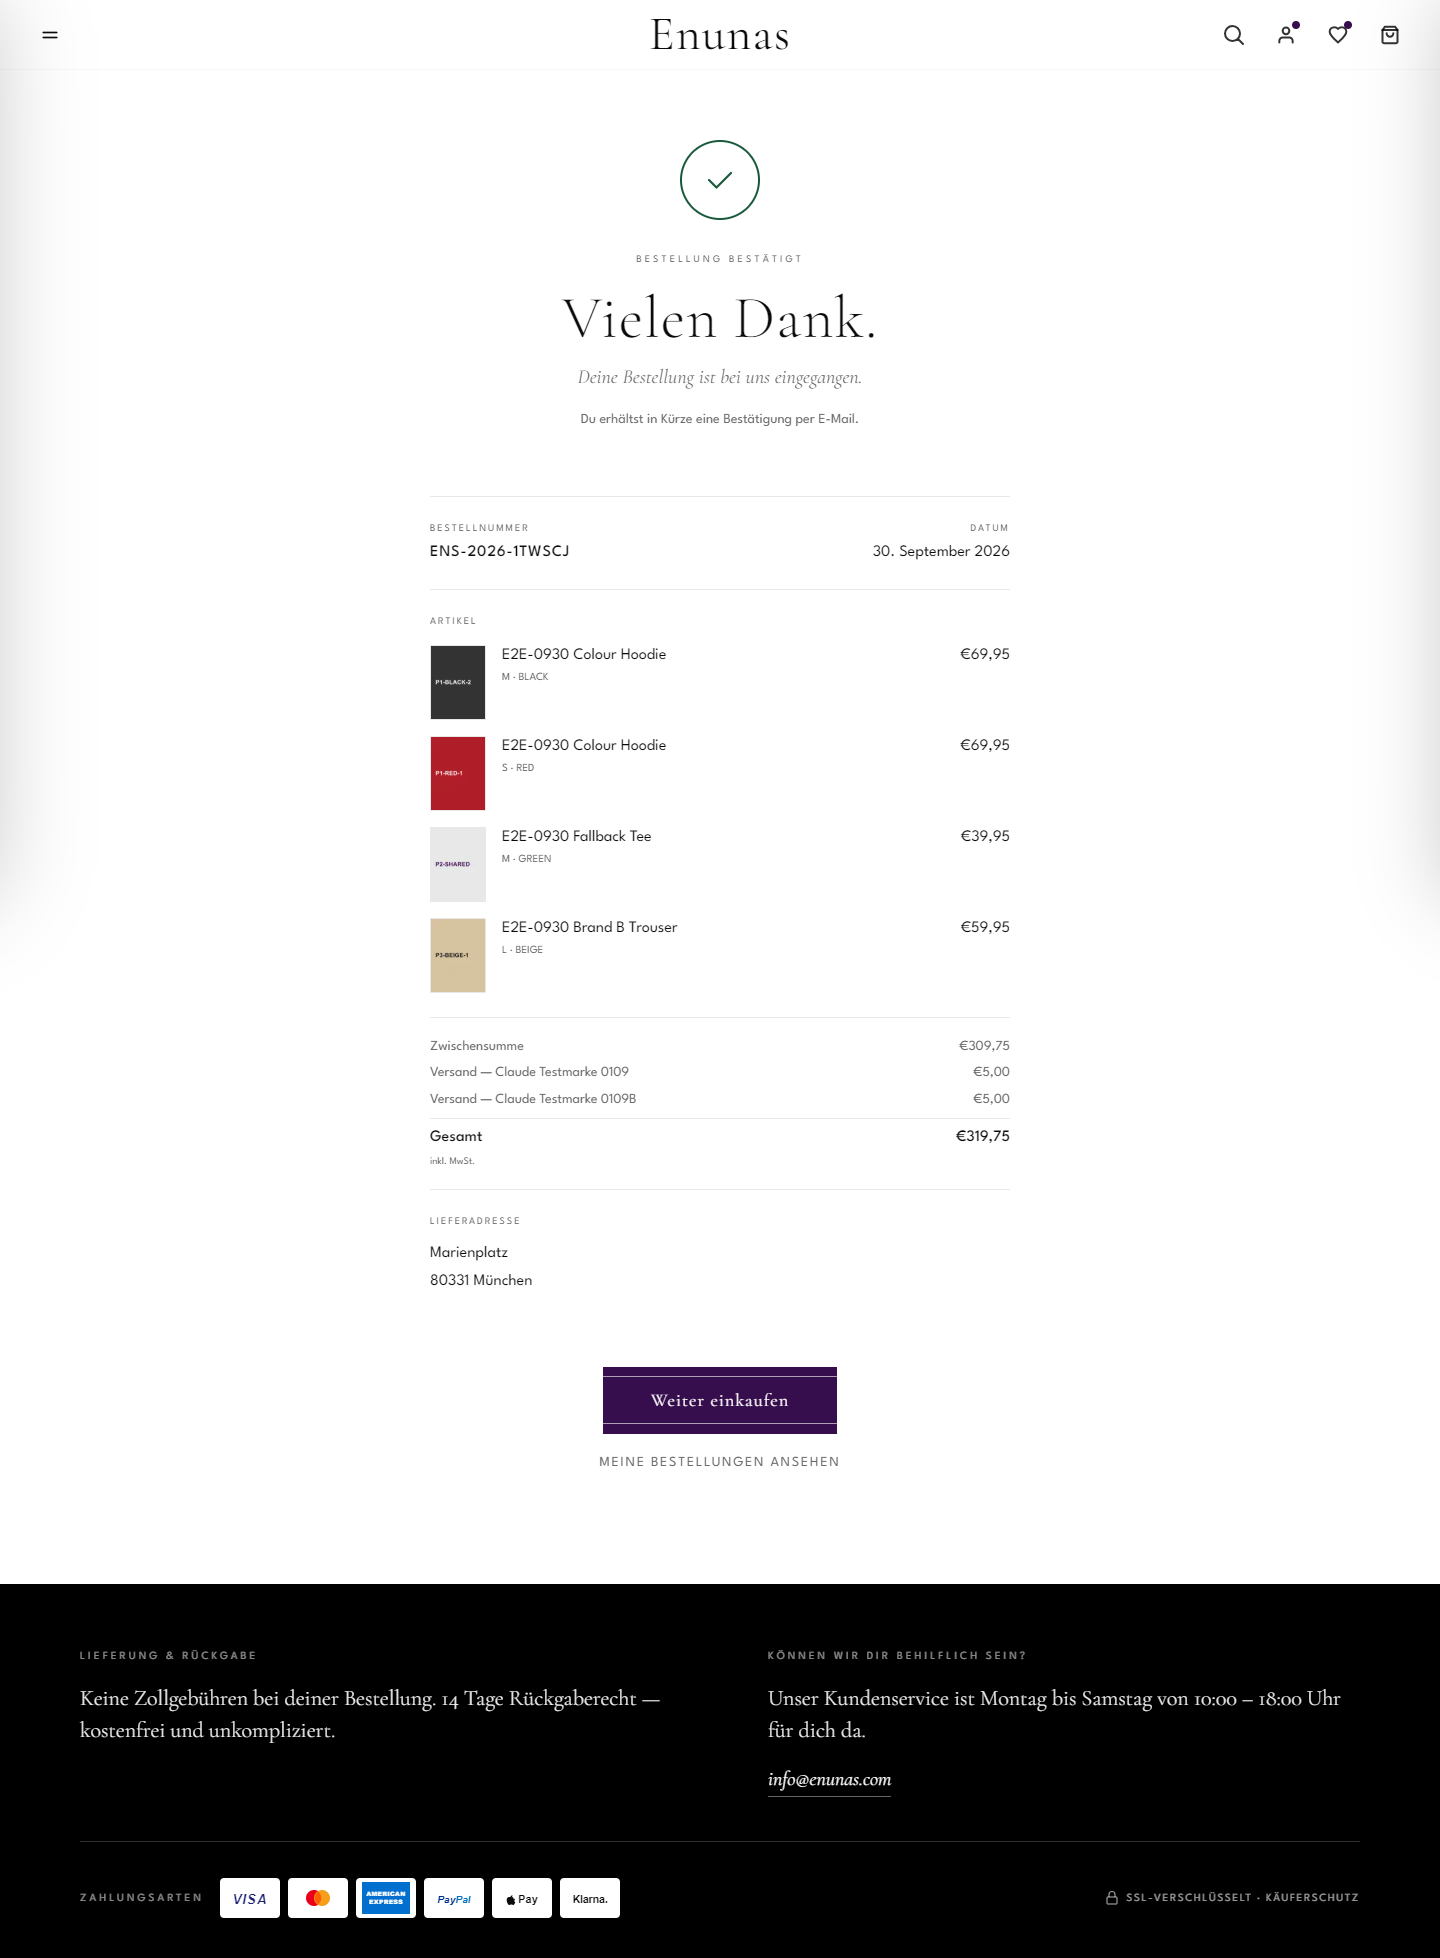 Enunas
BESTELLUNG BESTÄTIGT
Vielen Dank.
Deine Bestellung ist bei uns eingegangen.
Du erhältst in Kürze eine Bestätigung per E-Mail.
BESTELLNUMMER DATUM
ENS-2026-1TWSCJ 30. September 2026
ARTIKEL
P1-BLACK-2 E2E-0930 Colour Hoodie €69,95
M · BLACK
P1-RED-1 E2E-0930 Colour Hoodie €69,95
S · RED
P2-SHARED E2E-0930 Fallback Tee €39,95
M · GREEN
P3-BEIGE-1 E2E-0930 Brand B Trouser €59,95
L · BEIGE
Zwischensumme €309,75
Versand — Claude Testmarke 0109 €5,00
Versand — Claude Testmarke 0109B €5,00
Gesamt €319,75
inkl. MwSt.
LIEFERADRESSE
Marienplatz
80331 München
Weiter einkaufen
MEINE BESTELLUNGEN ANSEHEN
LIEFERUNG & RÜCKGABE
Keine Zollgebühren bei deiner Bestellung. 14 Tage Rückgaberecht —
kostenfrei und unkompliziert.
KÖNNEN WIR DIR BEHILFLICH SEIN?
Unser Kundenservice ist Montag bis Samstag von 10:00 – 18:00 Uhr
für dich da.
info@enunas.com
ZAHLUNGSARTEN VISA AMERICAN EXPRESS PayPal Pay Klarna.
SSL-VERSCHLÜSSELT · KÄUFERSCHUTZ